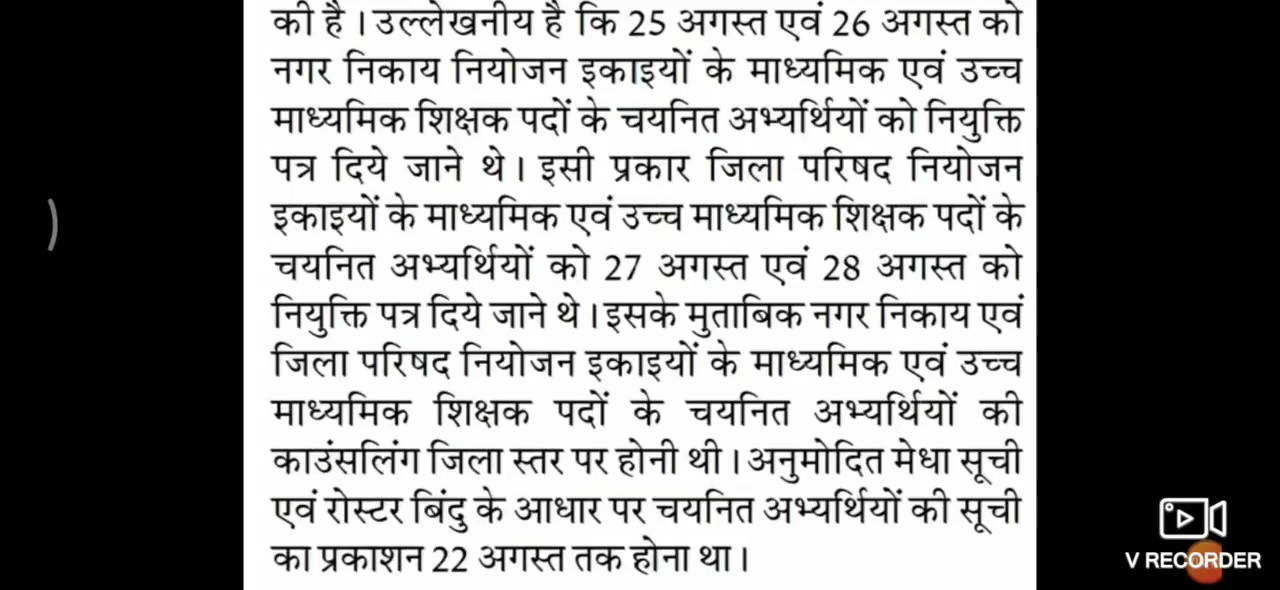 की है । उल्लेखनीय है कि 25 अगस्त एवं 26 अगस्त को
नगर निकाय नियोजन इकाइयों के माध्यमिक एवं उच्च
माध्यमिक शिक्षक पदों के चयनित अभ्यर्थियों को नियुक्ति
पत्र दिये जाने थे । इसी प्रकार जिला परिषद नियोजन
इकाइयों के माध्यमिक एवं उच्च माध्यमिक शिक्षक पदों के
चयनित अभ्यर्थियों को 27 अगस्त एवं 28 अगस्त को
नियुक्ति पत्र दिये जाने थे । इसके मुताबिक नगर निकाय एवं
जिला परिषद नियोजन इकाइयों के माध्यमिक एवं उच्च
माध्यमिक शिक्षक पदों के चयनित अभ्यर्थियों की
काउंसलिंग जिला स्तर पर होनी थी । अनुमोदित मेधा सूची
एवं रोस्टर बिंदु के आधार पर चयनित अभ्यर्थियों की सूची
का प्रकाशन 22 अगस्त तक होना था ।
V RECORDER